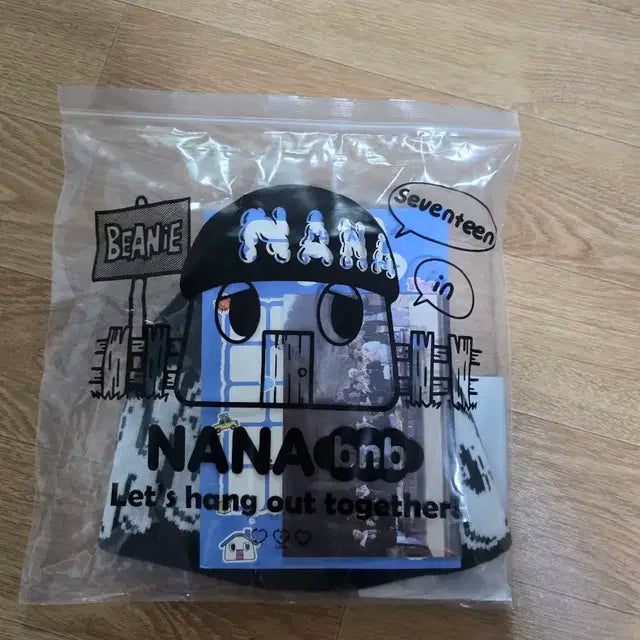 BEANIE
NANA
Seventeen
in
NANA bnb
Let's hang out together!